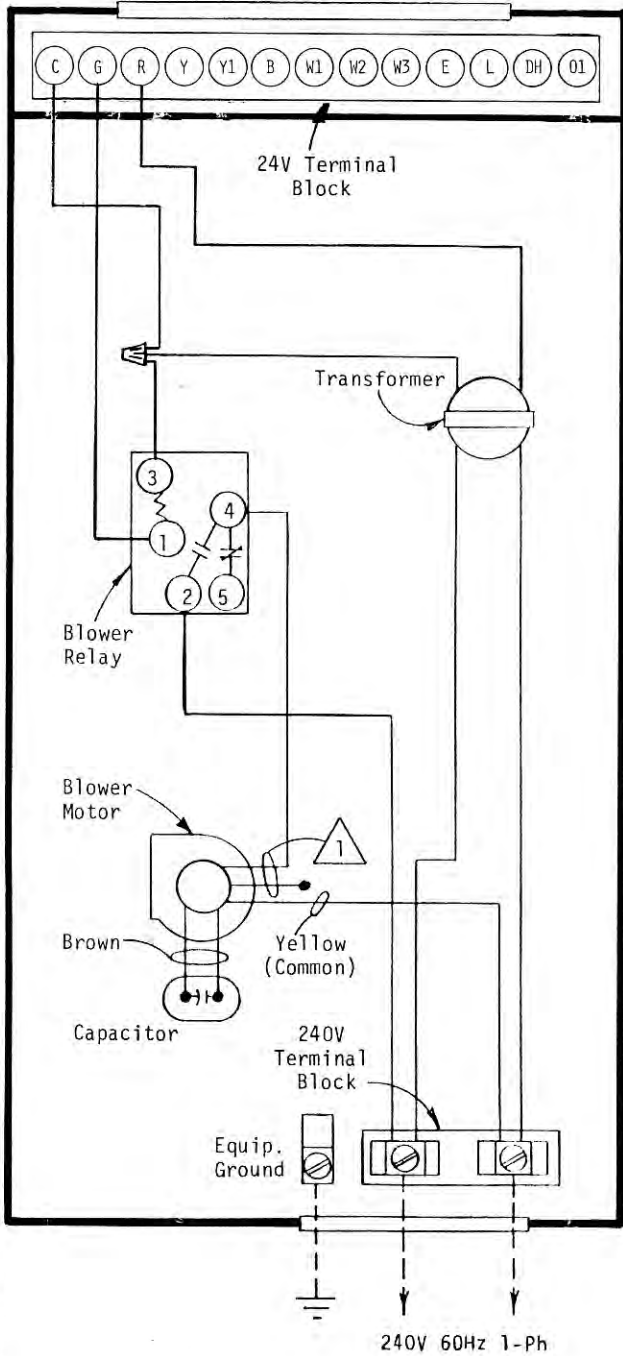 C G R Y Y1 B W1 W2 W3 E L DH O1
24V Terminal
Block
Transformer
3
4
1
2
5
Blower
Relay
Blower
Motor
1
Brown
Yellow
(Common)
Capacitor
240V
Terminal
Block
Equip.
Ground
240V 60Hz 1-Ph